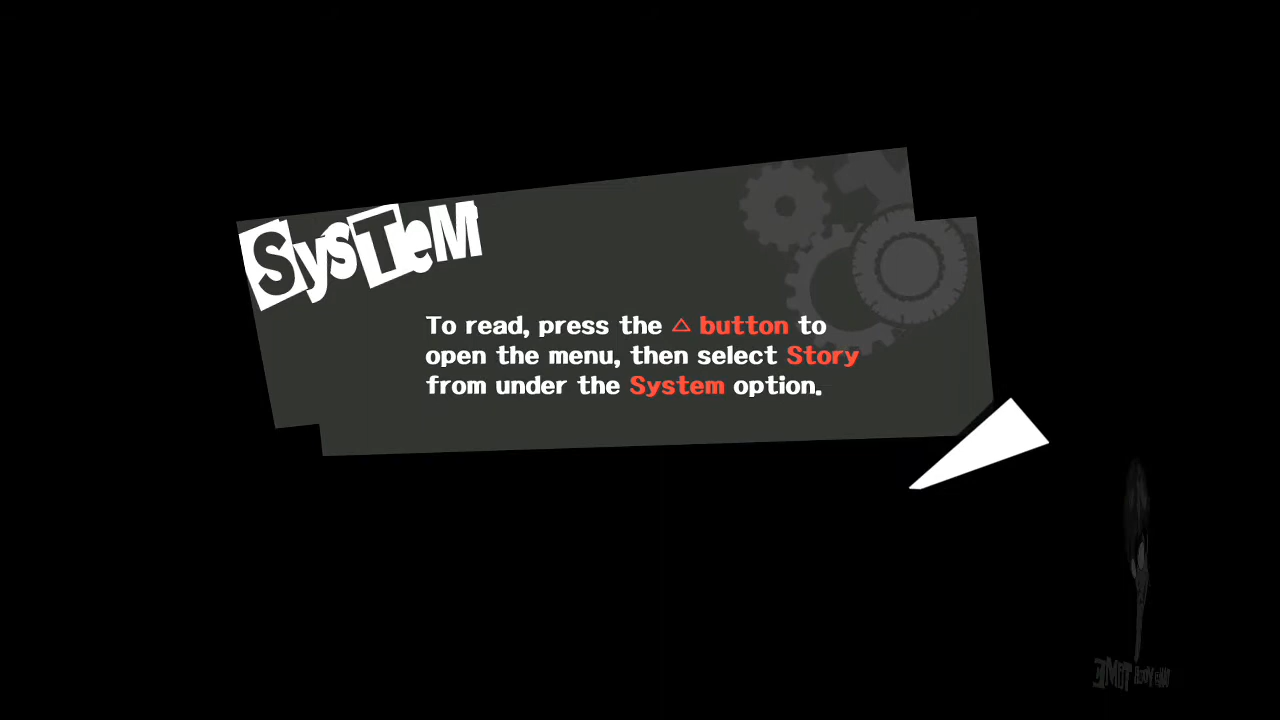 SysTeM
To read, press the △ button to
open the menu, then select Story
from under the System option.